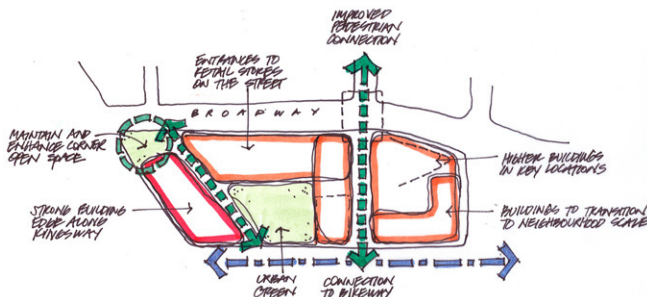 IMPROVED
PEDESTRIAN
CONNECTION
ENTRANCES TO
RETAIL STORES
ON THE STREET
BROADWAY
MAINTAIN AND
ENHANCE CORNER
OPEN SPACE
HIGHER BUILDINGS
IN KEY LOCATIONS
STRONG BUILDING
EDGE ALONG
KINGSWAY
BUILDINGS TO TRANSITION
TO NEIGHBOURHOOD SCALE
URBAN
GREEN
CONNECTION
TO BIKEWAY